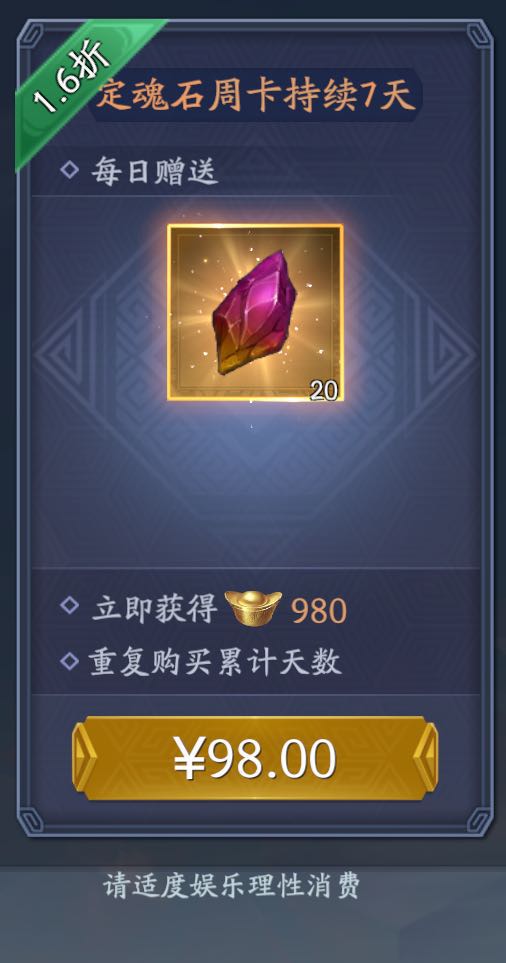 1.6折
定魂石周卡持续7天
每日赠送
20
立即获得 980
重复购买累计天数
¥98.00
请适度娱乐理性消费